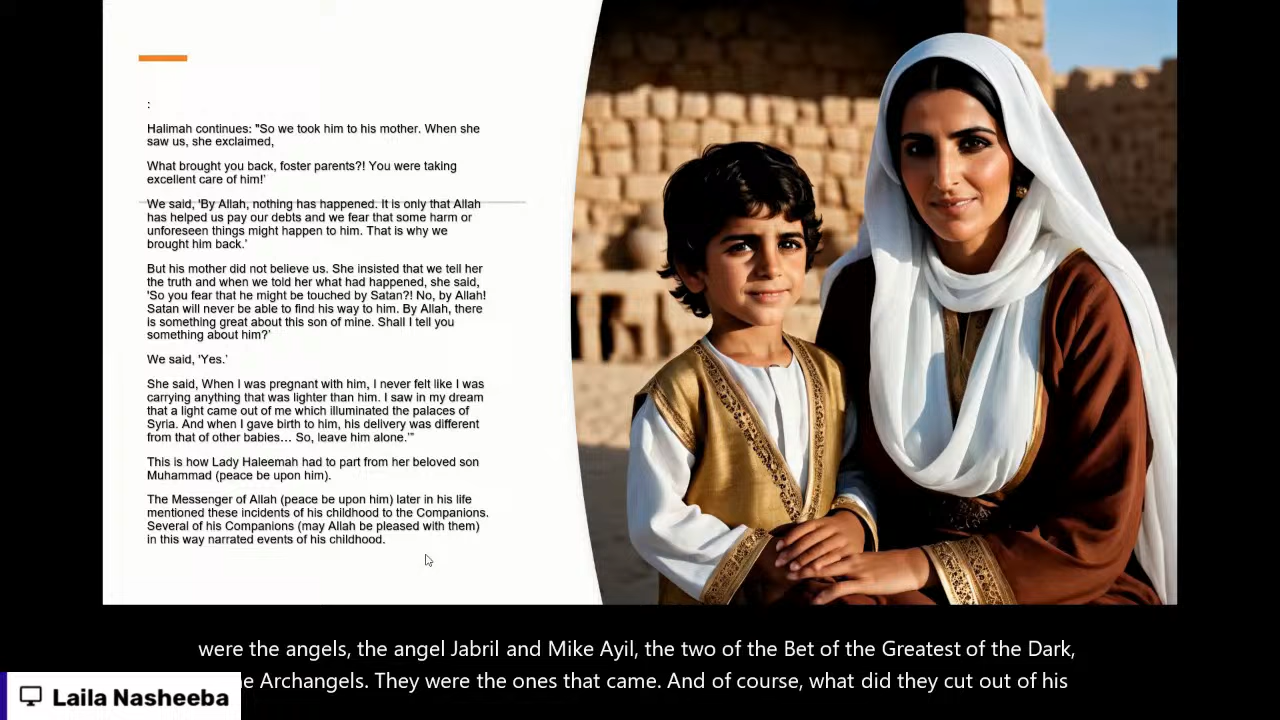 :
Halimah continues: "So we took him to his mother. When she
saw us, she exclaimed,
What brought you back, foster parents?! You were taking
excellent care of him!'
We said, 'By Allah, nothing has happened. It is only that Allah
has helped us pay our debts and we fear that some harm or
unforeseen things might happen to him. That is why we
brought him back.'
But his mother did not believe us. She insisted that we tell her
the truth and when we told her what had happened, she said,
'So you fear that he might be touched by Satan?! No, by Allah!
Satan will never be able to find his way to him. By Allah, there
is something great about this son of mine. Shall I tell you
something about him?'
We said, 'Yes.'
She said, When I was pregnant with him, I never felt like I was
carrying anything that was lighter than him. I saw in my dream
that a light came out of me which illuminated the palaces of
Syria. And when I gave birth to him, his delivery was different
from that of other babies… So, leave him alone.'"
This is how Lady Haleemah had to part from her beloved son
Muhammad (peace be upon him).
The Messenger of Allah (peace be upon him) later in his life
mentioned these incidents of his childhood to the Companions.
Several of his Companions (may Allah be pleased with them)
in this way narrated events of his childhood.
were the angels, the angel Jabril and Mike Ayil, the two of the Bet of the Greatest of the Dark,
Archangels. They were the ones that came. And of course, what did they cut out of his
Laila Nasheeba